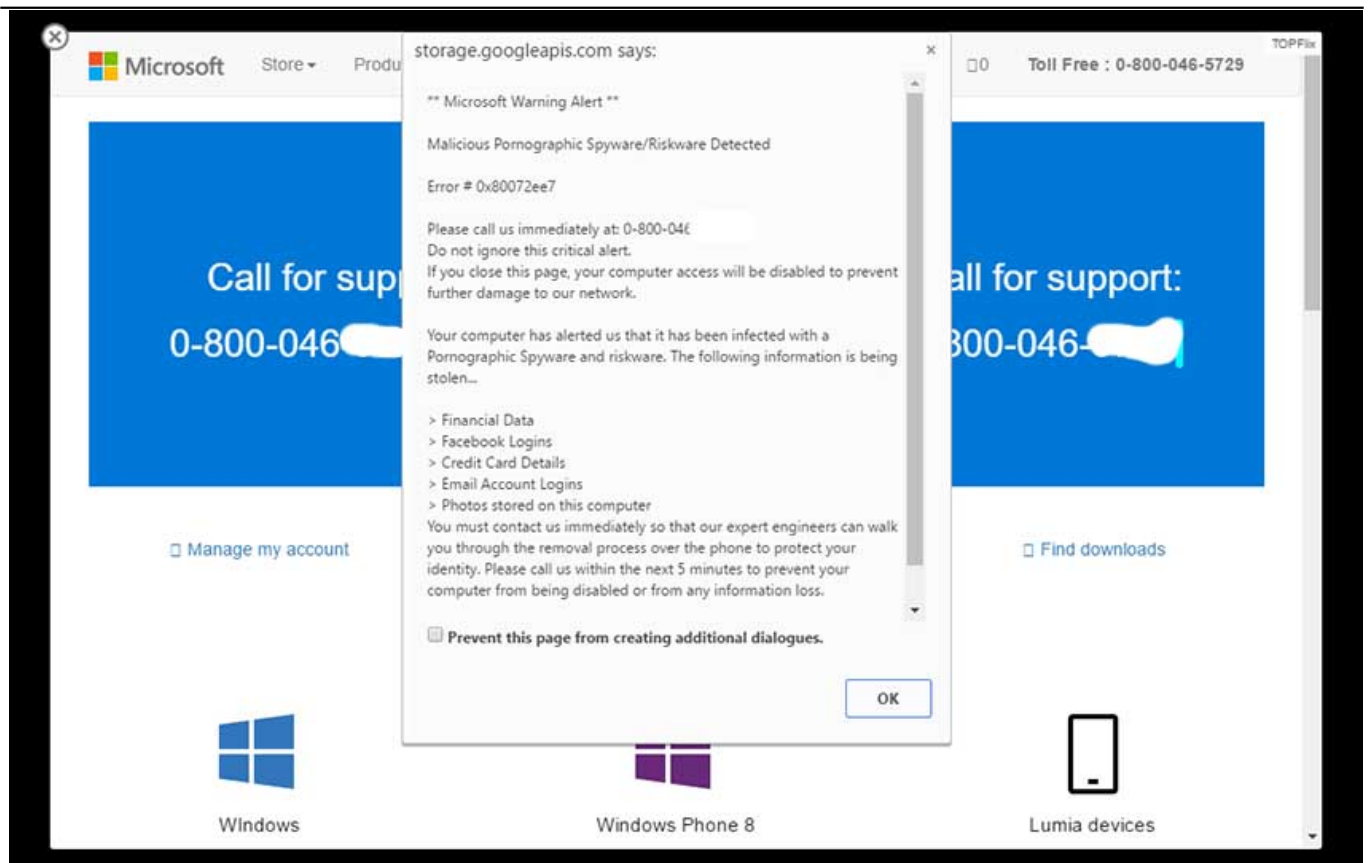 TOPFlix
Microsoft Store Produ
0 Toll Free : 0-800-046-5729
storage.googleapis.com says:
** Microsoft Warning Alert **
Malicious Pornographic Spyware/Riskware Detected
Error # 0x80072ee7
Please call us immediately at: 0-800-04
Do not ignore this critical alert.
If you close this page, your computer access will be disabled to prevent
further damage to our network.
Your computer has alerted us that it has been infected with a
Pornographic Spyware and riskware. The following information is being
stolen...
> Financial Data
> Facebook Logins
> Credit Card Details
> Email Account Logins
> Photos stored on this computer
You must contact us immediately so that our expert engineers can walk
you through the removal process over the phone to protect your
identity. Please call us within the next 5 minutes to prevent your
computer from being disabled or from any information loss.
Prevent this page from creating additional dialogues.
OK
Call for supp
0-800-046
all for support:
800-046-
Manage my account
Find downloads
WIndows
Windows Phone 8
Lumia devices